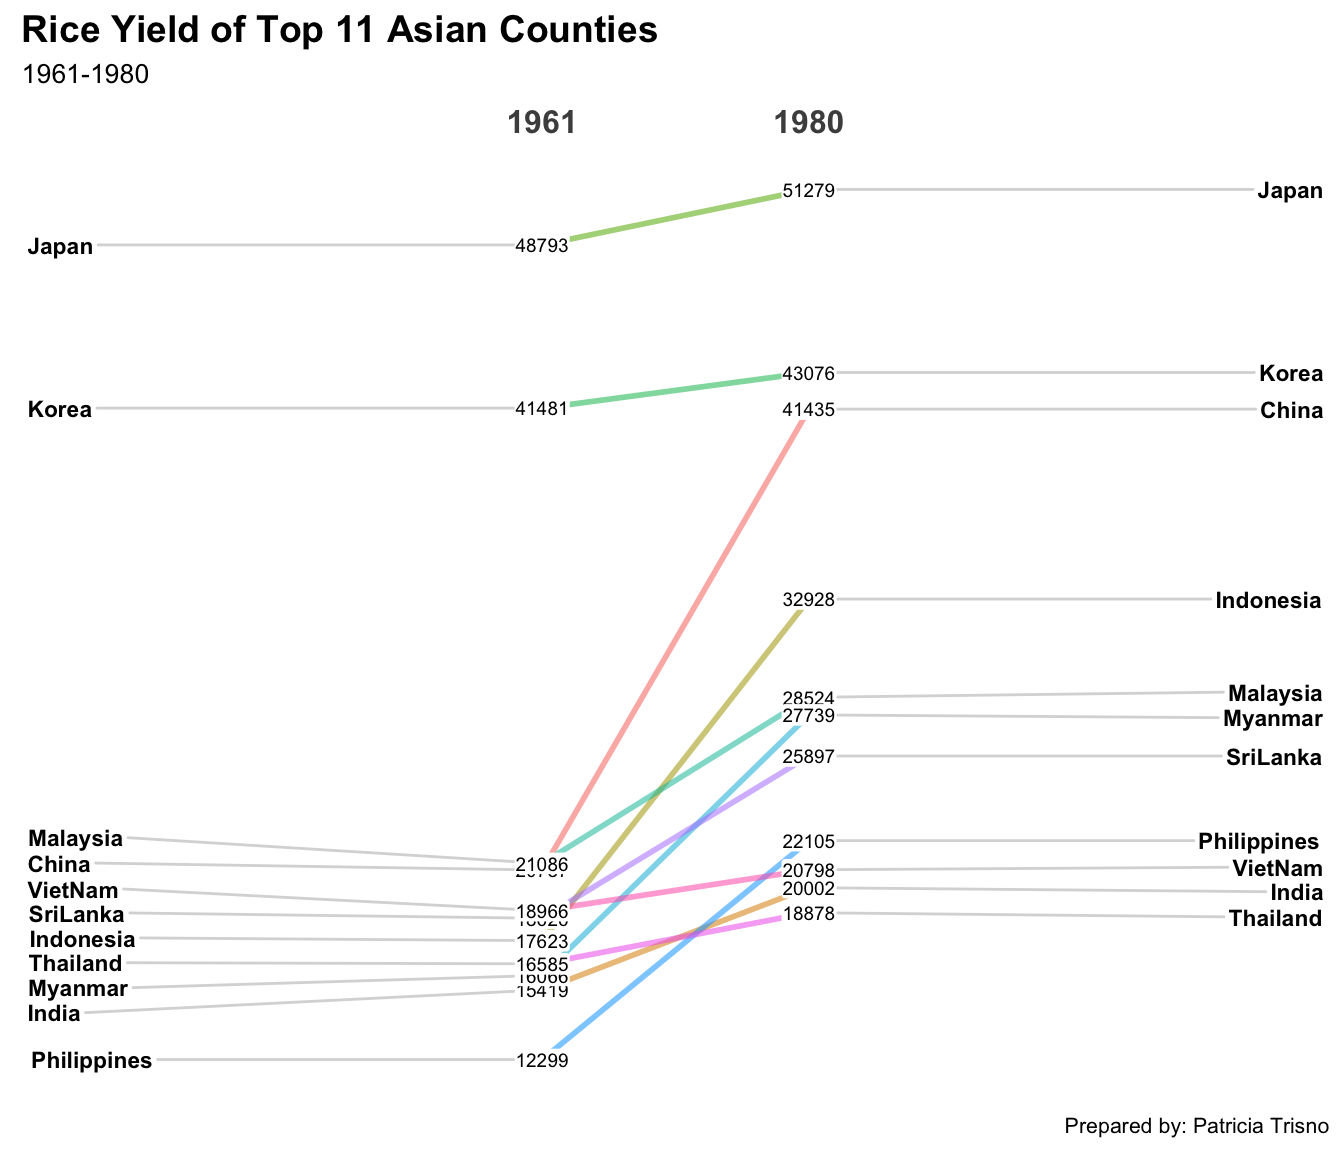 Rice Yield of Top 11 Asian Counties
1961-1980
1961 1980
51279 Japan
Japan 48793
43076 Korea
Korea 41481
41435 China
32928 Indonesia
28524 Malaysia
27739 Myanmar
25897 SriLanka
Malaysia 22105 Philippines
China 21086
20798 VietNam
VietNam 20002 India
SriLanka 18966 18878 Thailand
Indonesia 17623
Thailand 16585
Myanmar 16066
India 15419
Philippines 12299
Prepared by: Patricia Trisno